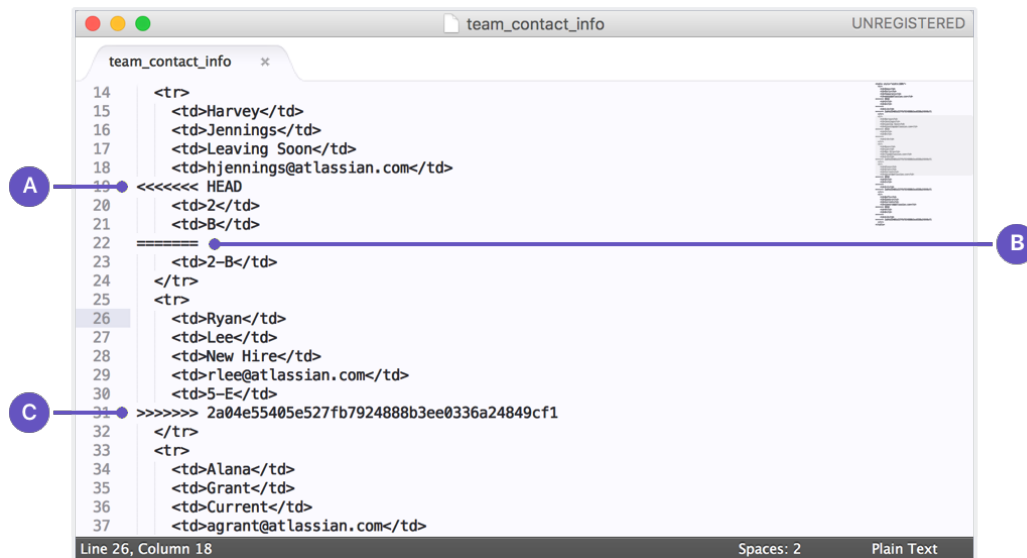 team_contact_info
UNREGISTERED
team_contact_info ×
14 <tr>
15 <td>Harvey</td>
16 <td>Jennings</td>
17 <td>Leaving Soon</td>
18 <td>hjennings@atlassian.com</td>
A
19 <<<<<<< HEAD
20 <td>2</td>
21 <td>B</td>
22 =======
B
23 <td>2-B</td>
24 </tr>
25 <tr>
26 <td>Ryan</td>
27 <td>Lee</td>
28 <td>New Hire</td>
29 <td>rlee@atlassian.com</td>
30 <td>5-E</td>
C
31 >>>>>>> 2a04e55405e527fb7924888b3ee0336a24849cf1
32 </tr>
33 <tr>
34 <td>Alana</td>
35 <td>Grant</td>
36 <td>Current</td>
37 <td>agrant@atlassian.com</td>
Line 26, Column 18
Spaces: 2
Plain Text